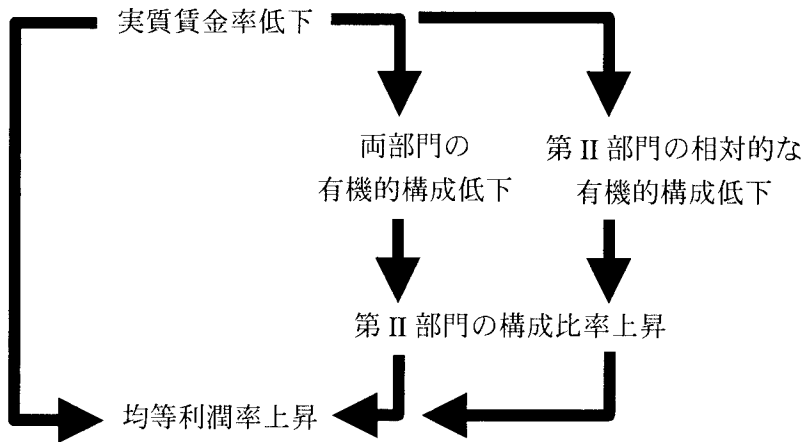 実質賃金率低下
両部門の
有機的構成低下
第 II 部門の相対的な
有機的構成低下
第 II 部門の構成比率上昇
均等利潤率上昇